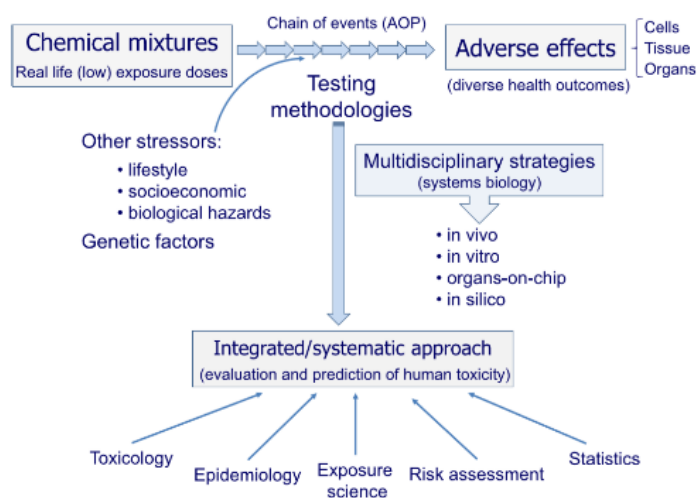 Chain of events (AOP)
Chemical mixtures
Real life (low) exposure doses
Adverse effects
(diverse health outcomes)
Cells
Tissue
Organs
Testing
methodologies
Other stressors:
• lifestyle
• socioeconomic
• biological hazards
Genetic factors
Multidisciplinary strategies
(systems biology)
• in vivo
• in vitro
• organs-on-chip
• in silico
Integrated/systematic approach
(evaluation and prediction of human toxicity)
Toxicology
Epidemiology
Exposure
science
Risk assessment
Statistics